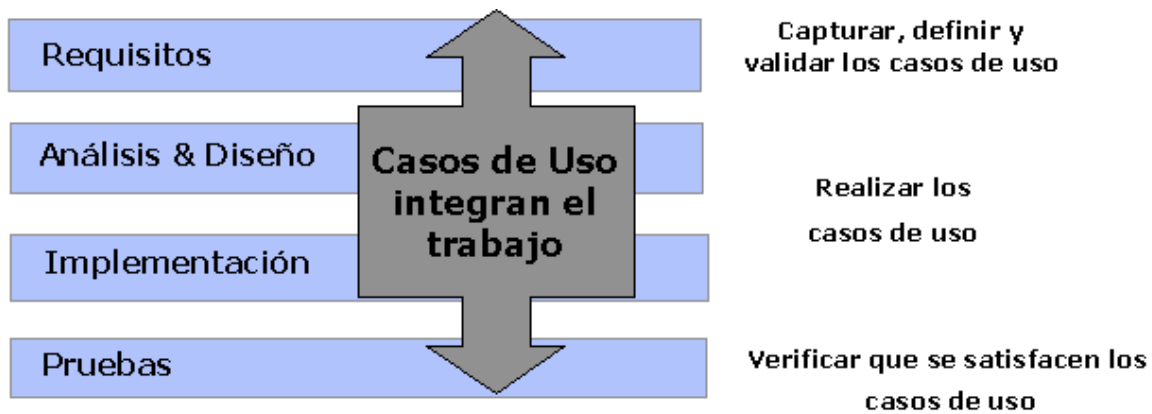 Requisitos
Capturar, definir y
validar los casos de uso
Análisis & Diseño
Casos de Uso
integran el
trabajo
Realizar los
casos de uso
Implementación
Pruebas
Verificar que se satisfacen los
casos de uso